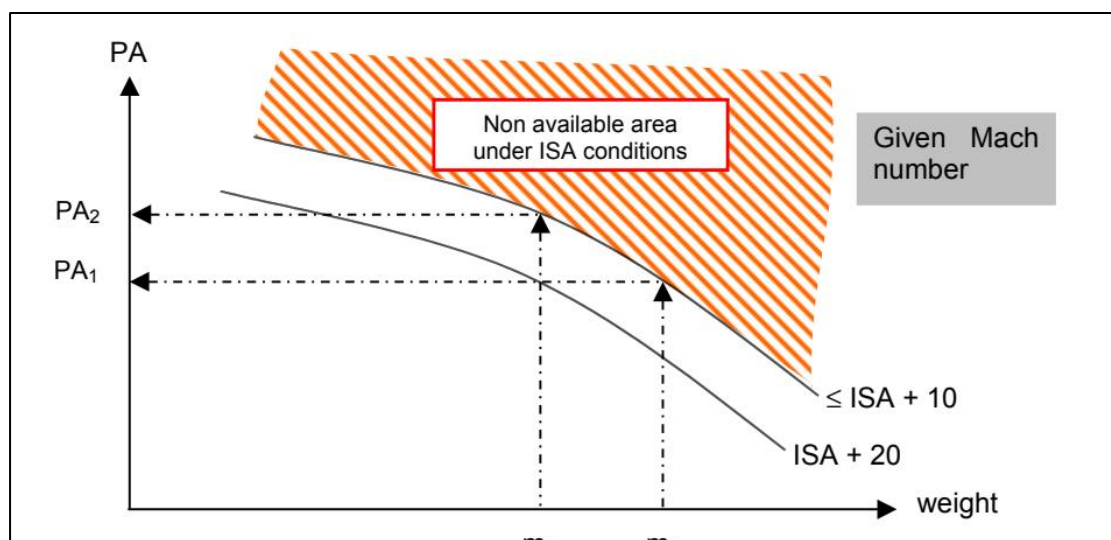 PA
Non available area
under ISA conditions
Given Mach
number
PA₂
PA₁
≤ ISA + 10
ISA + 20
weight
m
m